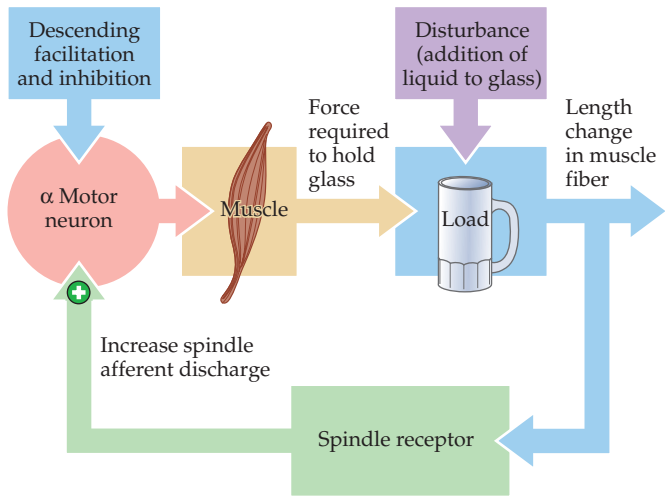 Descending
facilitation
and inhibition
Disturbance
(addition of
liquid to glass)
Force
required
to hold
glass
Length
change
in muscle
fiber
α Motor
neuron
Muscle
Load
Increase spindle
afferent discharge
Spindle receptor